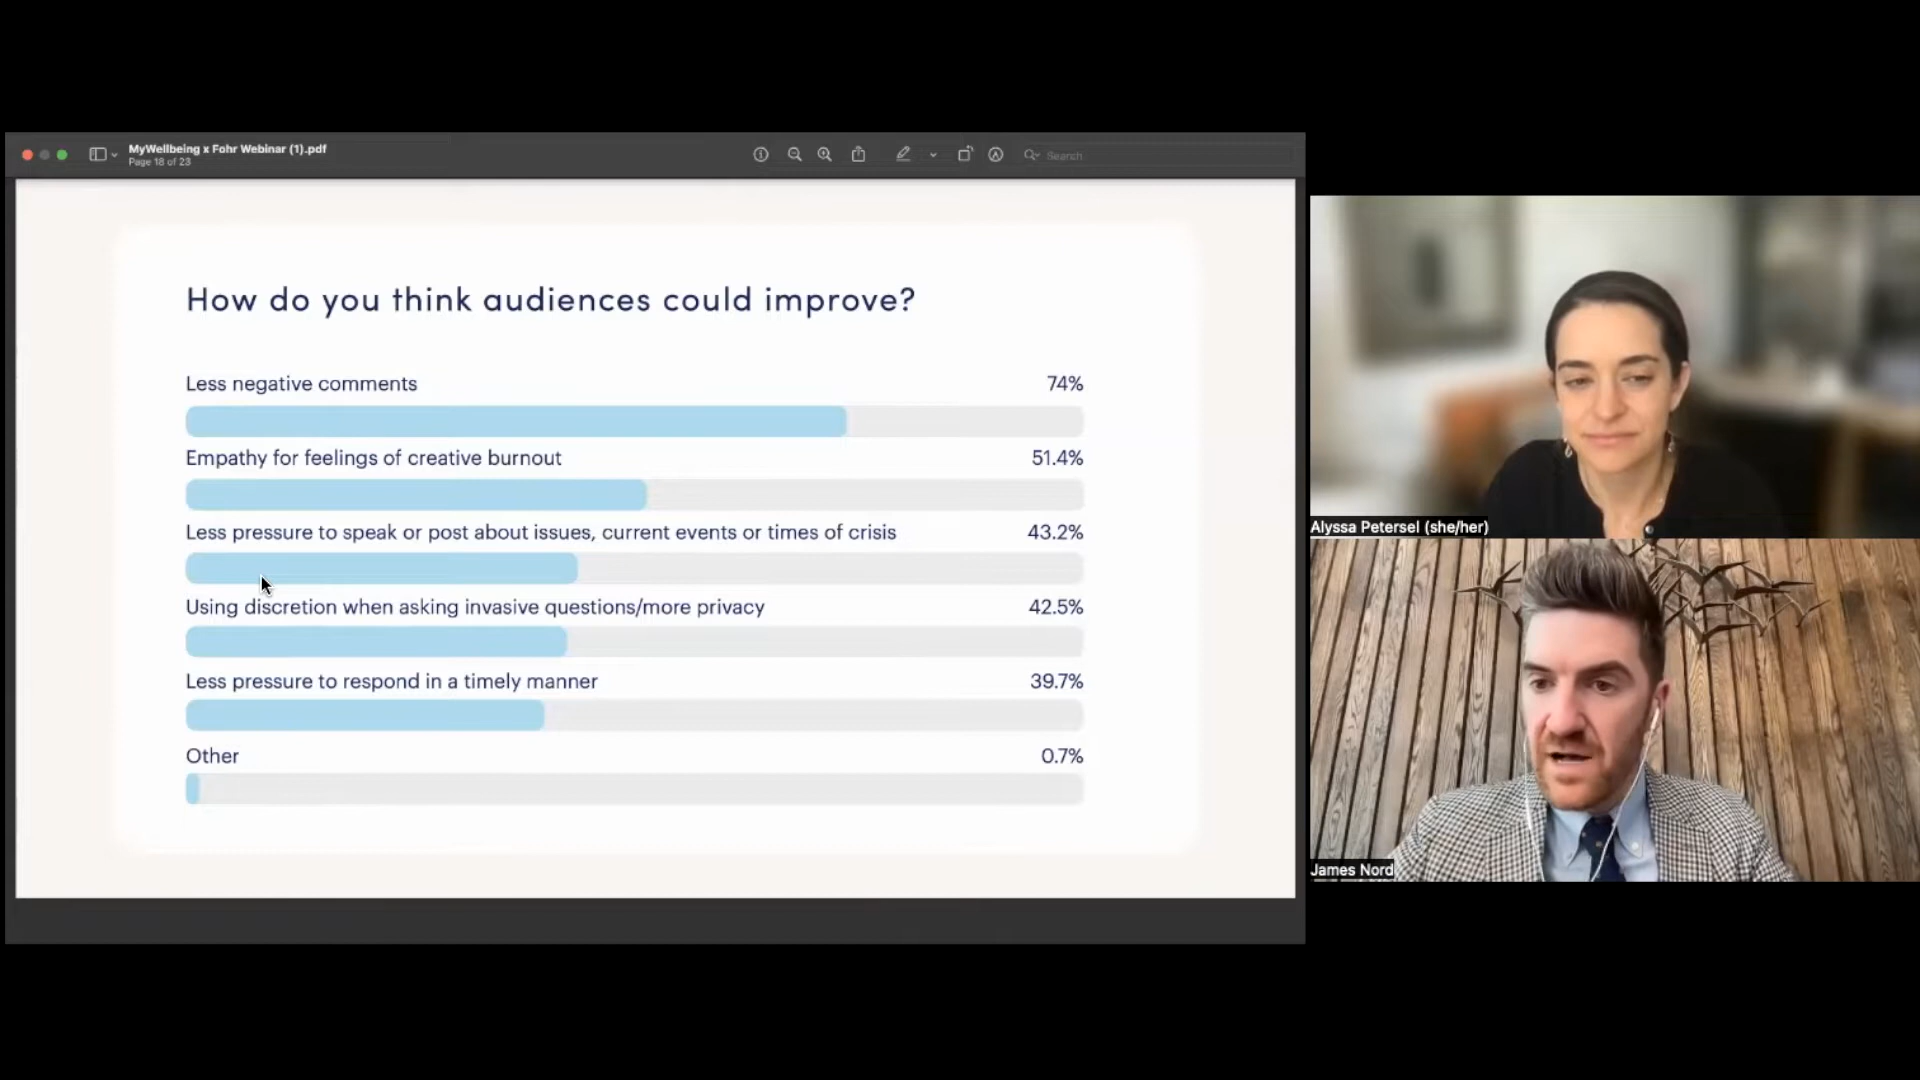 MyWellbeing x Fohr Webinar (1).pdf
Page 18 of 23
Search
How do you think audiences could improve?
Less negative comments 74%
Empathy for feelings of creative burnout 51.4%
Less pressure to speak or post about issues, current events or times of crisis 43.2%
Using discretion when asking invasive questions/more privacy 42.5%
Less pressure to respond in a timely manner 39.7%
Other 0.7%
Alyssa Petersel (she/her)
James Nord